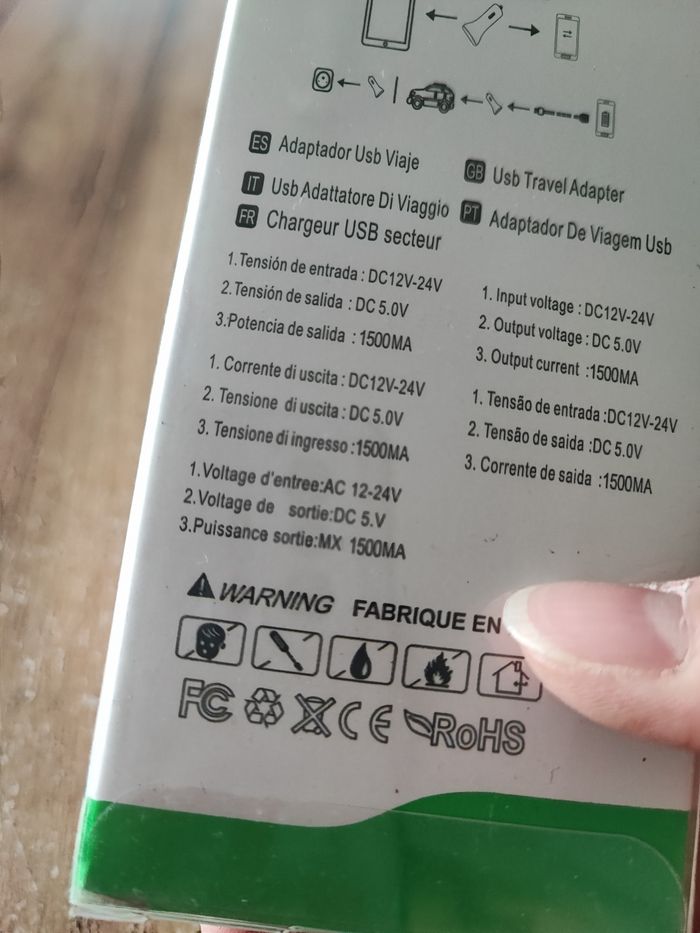 ES Adaptador Usb Viaje
IT Usb Adattatore Di Viaggio
FR Chargeur USB secteur
GB Usb Travel Adapter
PT Adaptador De Viagem Usb
1.Tensión de entrada : DC12V-24V
2.Tensión de salida : DC 5.0V
3.Potencia de salida : 1500MA
1. Corrente di uscita : DC12V-24V
2. Tensione di uscita : DC 5.0V
3. Tensione di ingresso :1500MA
1.Voltage d'entree:AC 12-24V
2.Voltage de sortie:DC 5.V
3.Puissance sortie:MX 1500MA
1. Input voltage : DC12V-24V
2. Output voltage : DC 5.0V
3. Output current :1500MA
1. Tensão de entrada :DC12V-24V
2. Tensão de saida :DC 5.0V
3. Corrente de saida :1500MA
WARNING FABRIQUE EN
FC CE RoHS